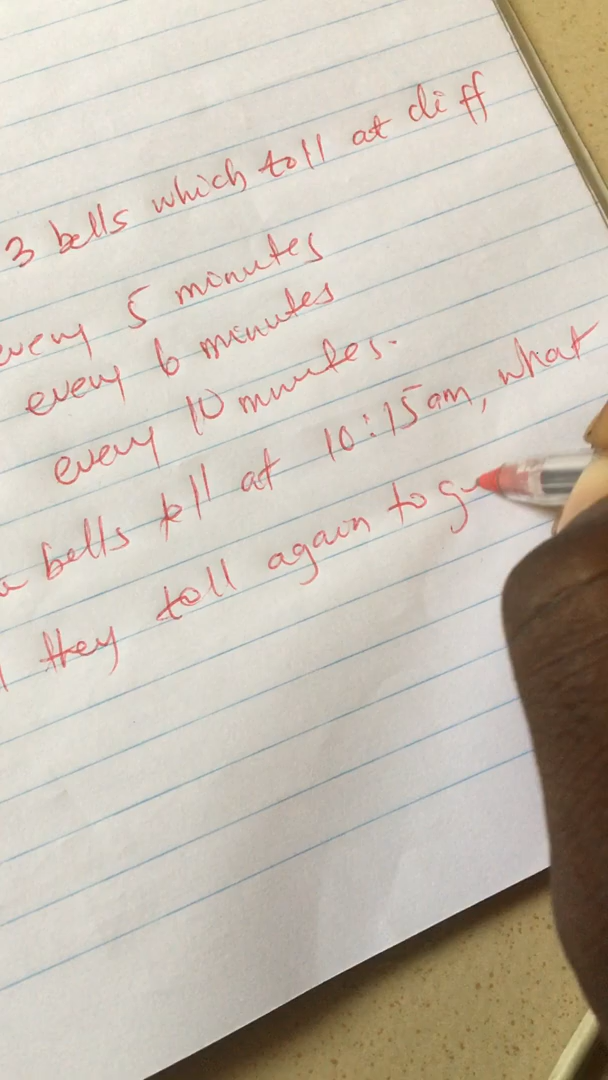 3 bells which toll at diff
every 5 minutes
every 6 minutes
every 10 minutes.
bells toll at 10:15am, what
they toll again tog